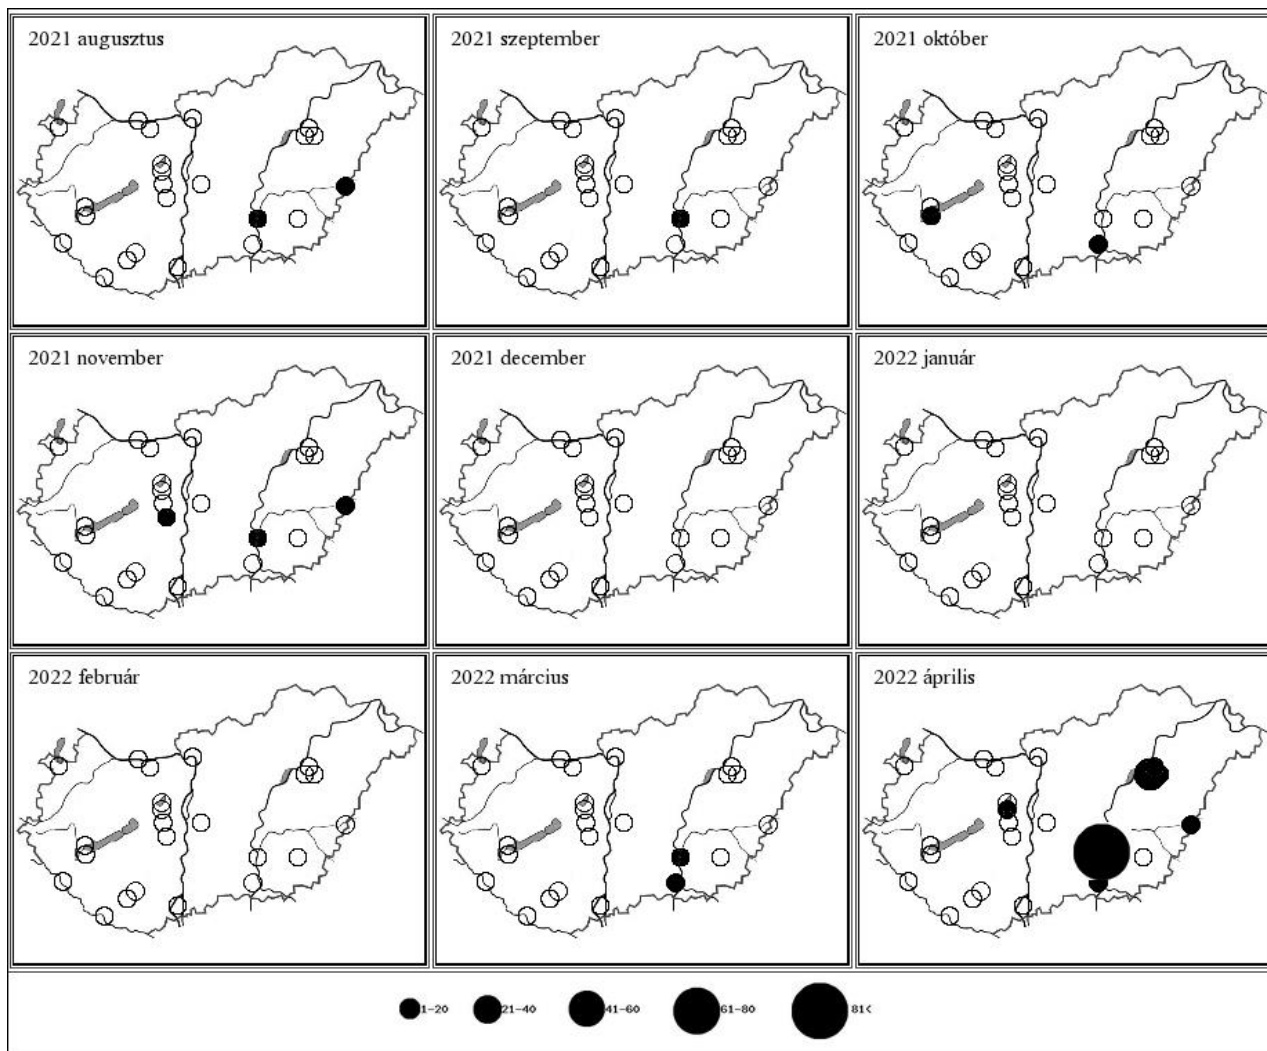 2021 augusztus
2021 szeptember
2021 október
2021 november
2021 december
2022 január
2022 február
2022 március
2022 április
1-20 21-40 41-60 61-80 81<